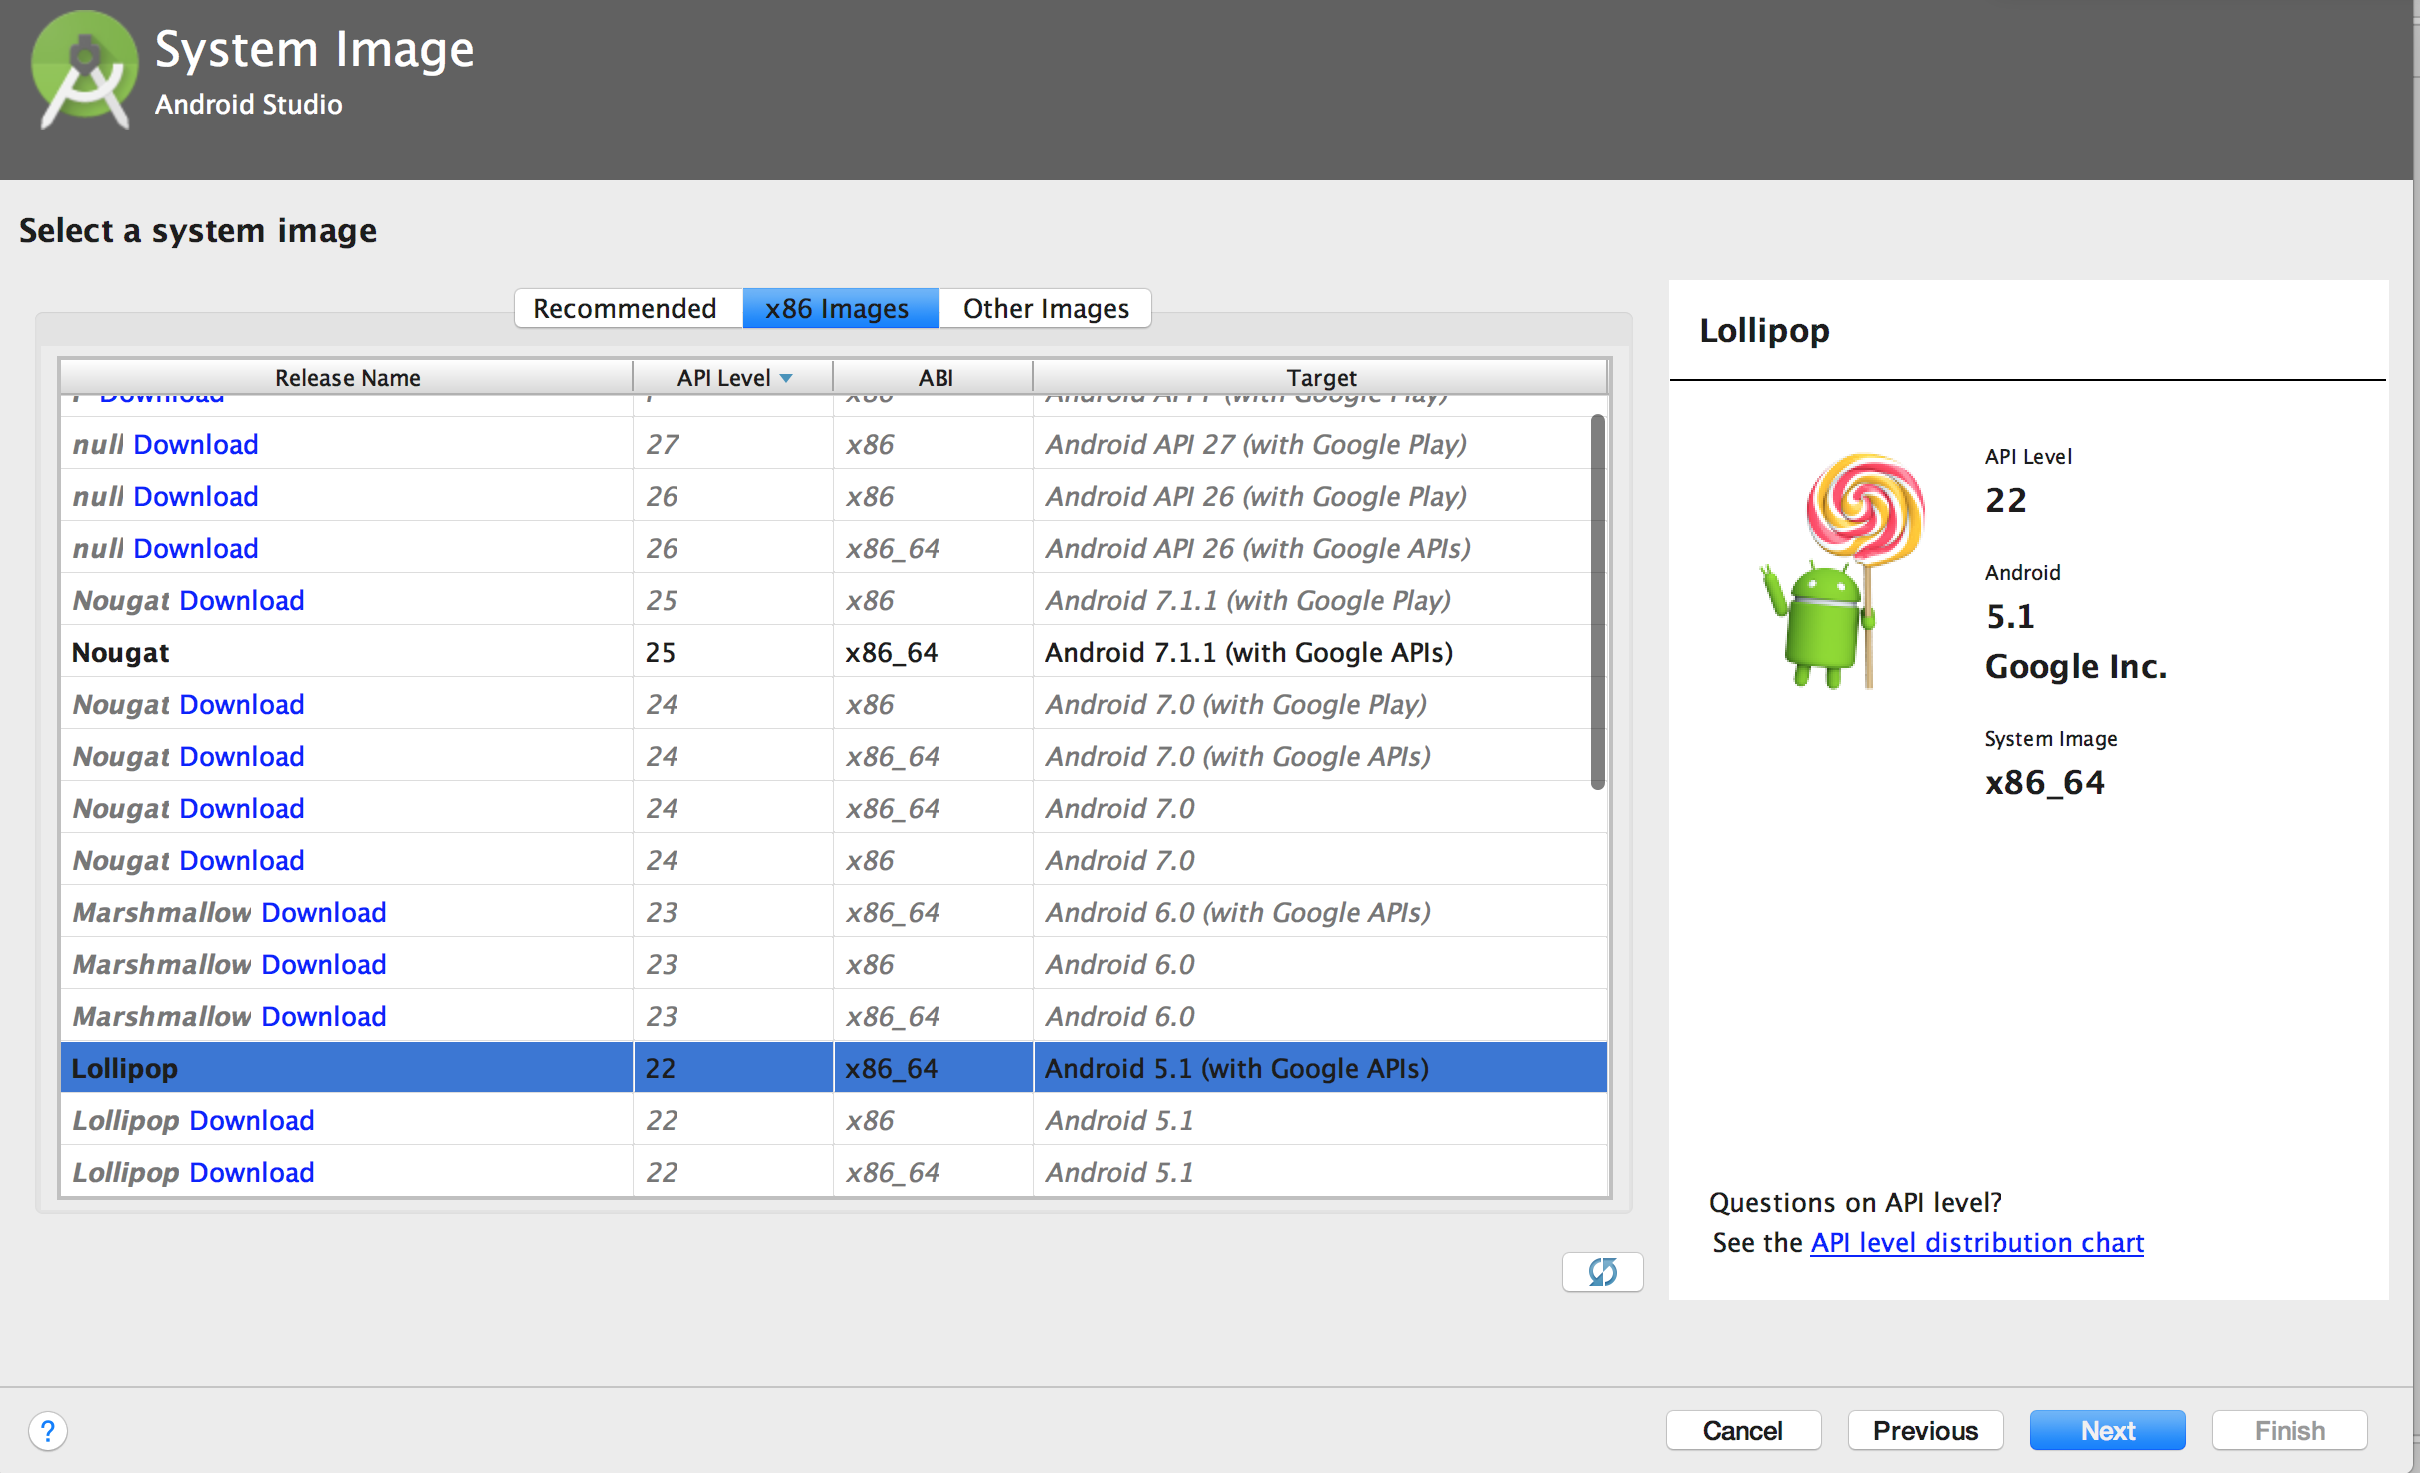 System Image
Android Studio
Select a system image
Recommended x86 Images Other Images
Release Name API Level ABI Target
P Download P x86 Android API P (with Google Play)
null Download 27 x86 Android API 27 (with Google Play)
null Download 26 x86 Android API 26 (with Google Play)
null Download 26 x86_64 Android API 26 (with Google APIs)
Nougat Download 25 x86 Android 7.1.1 (with Google Play)
Nougat 25 x86_64 Android 7.1.1 (with Google APIs)
Nougat Download 24 x86 Android 7.0 (with Google Play)
Nougat Download 24 x86_64 Android 7.0 (with Google APIs)
Nougat Download 24 x86_64 Android 7.0
Nougat Download 24 x86 Android 7.0
Marshmallow Download 23 x86_64 Android 6.0 (with Google APIs)
Marshmallow Download 23 x86 Android 6.0
Marshmallow Download 23 x86_64 Android 6.0
Lollipop 22 x86_64 Android 5.1 (with Google APIs)
Lollipop Download 22 x86 Android 5.1
Lollipop Download 22 x86_64 Android 5.1
Lollipop
API Level
22
Android
5.1
Google Inc.
System Image
x86_64
Questions on API level?
See the API level distribution chart
? Cancel Previous Next Finish